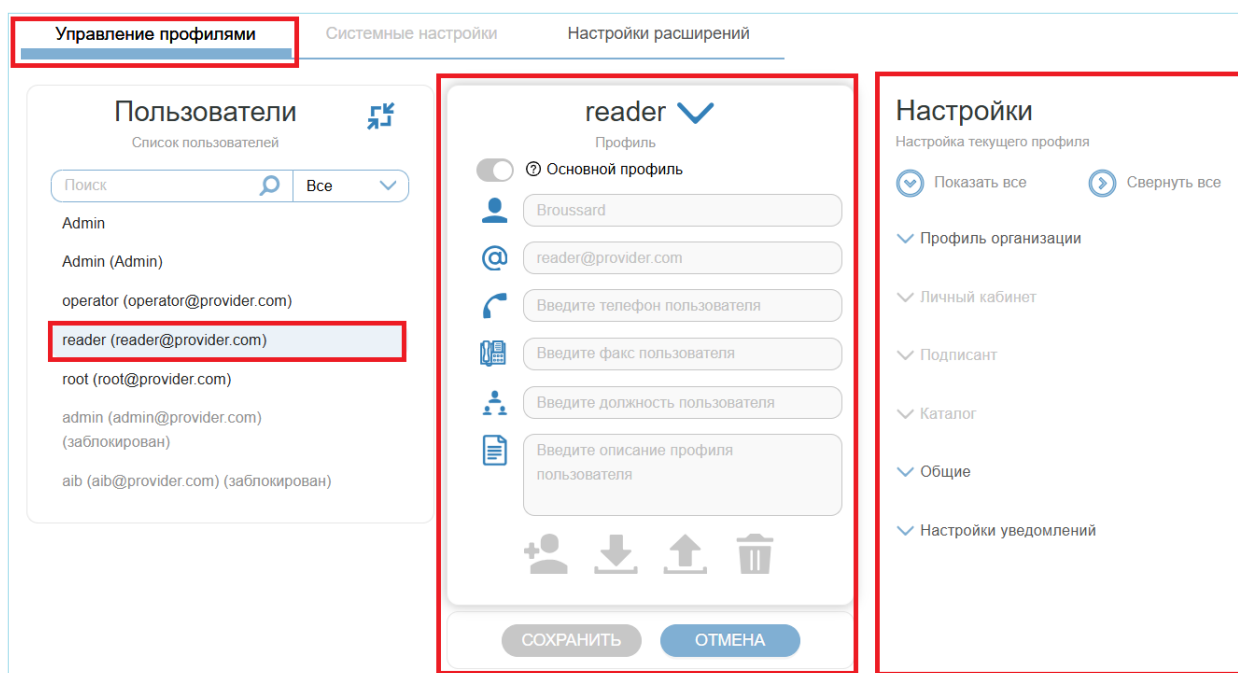 Управление профилями
Системные настройки
Настройки расширений
Пользователи
Список пользователей
Поиск
Все
Admin
Admin (Admin)
operator (operator@provider.com)
reader (reader@provider.com)
root (root@provider.com)
admin (admin@provider.com)
(заблокирован)
aib (aib@provider.com) (заблокирован)
reader
Профиль
Основной профиль
Broussard
reader@provider.com
Введите телефон пользователя
Введите факс пользователя
Введите должность пользователя
Введите описание профиля
пользователя
СОХРАНИТЬ
ОТМЕНА
Настройки
Настройка текущего профиля
Показать все
Свернуть все
Профиль организации
Личный кабинет
Подписант
Каталог
Общие
Настройки уведомлений